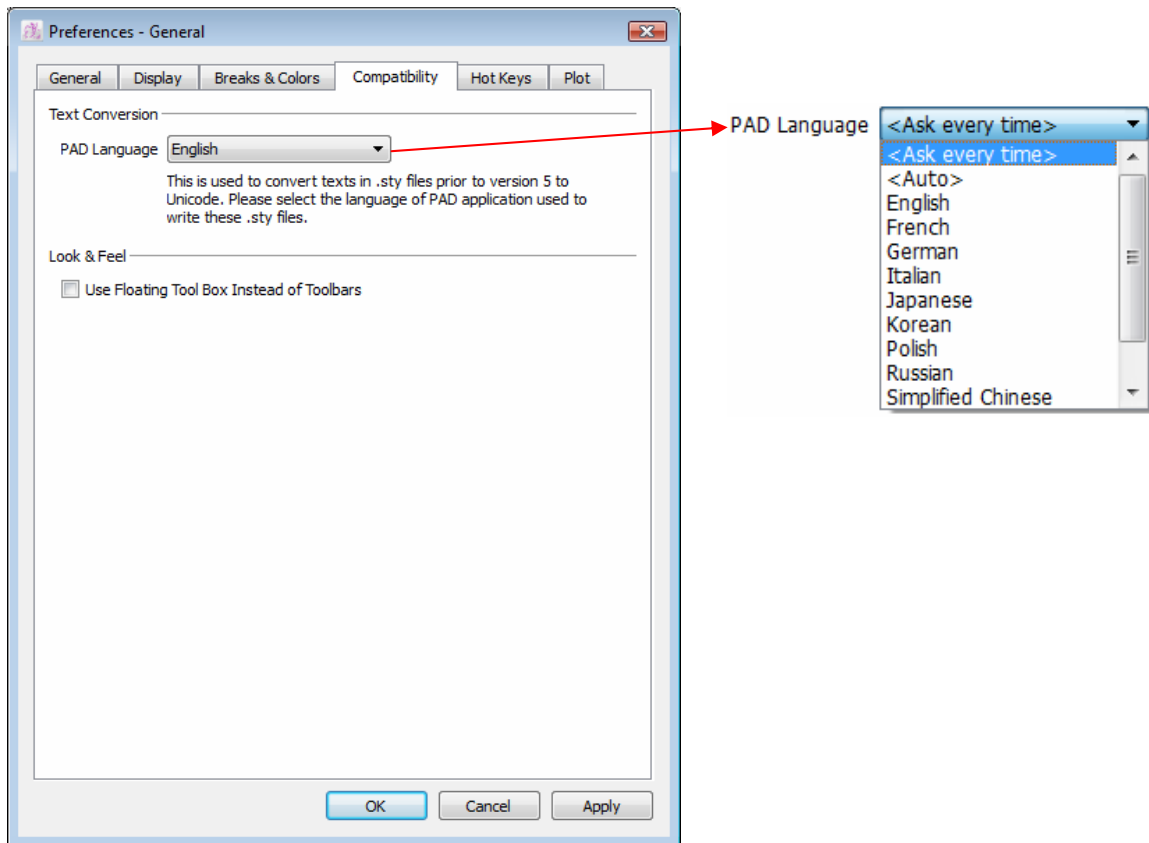 Preferences - General
General
Display
Breaks & Colors
Compatibility
Hot Keys
Plot
Text Conversion
PAD Language
English
This is used to convert texts in .sty files prior to version 5 to
Unicode. Please select the language of PAD application used to
write these .sty files.
Look & Feel
Use Floating Tool Box Instead of Toolbars
OK
Cancel
Apply
PAD Language
<Ask every time>
<Ask every time>
<Auto>
English
French
German
Italian
Japanese
Korean
Polish
Russian
Simplified Chinese